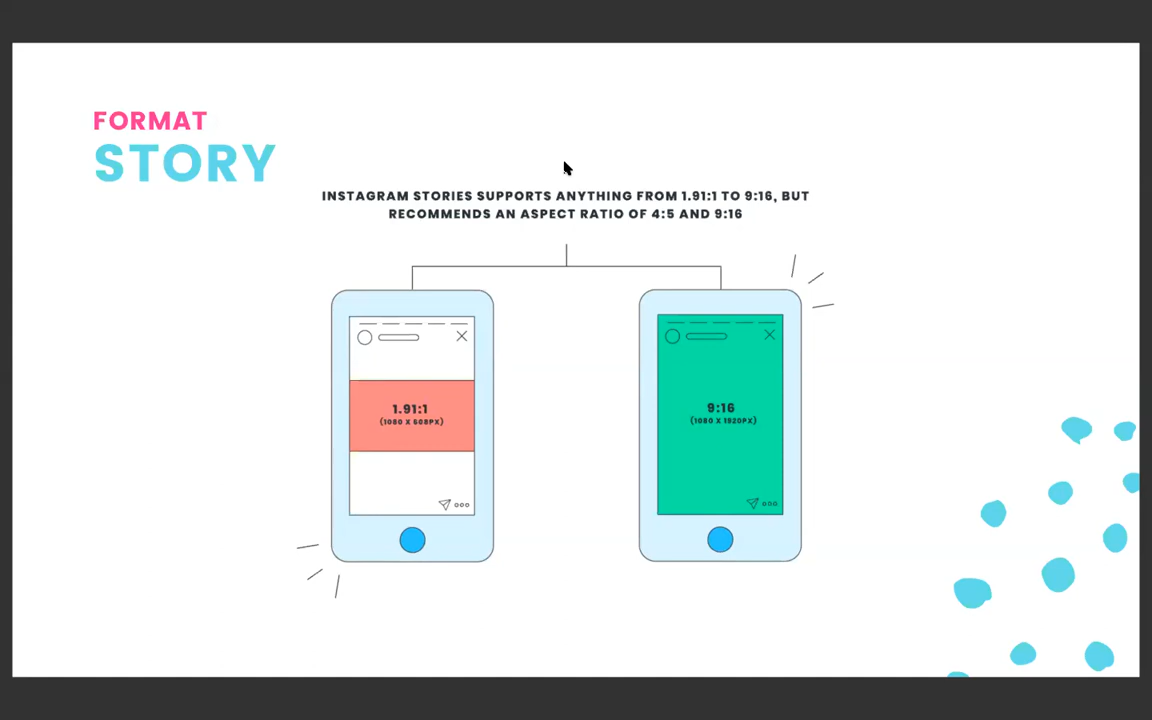 FORMAT
STORY
INSTAGRAM STORIES SUPPORTS ANYTHING FROM 1.91:1 TO 9:16, BUT
RECOMMENDS AN ASPECT RATIO OF 4:5 AND 9:16
1.91:1
(1080 X 608PX)
9:16
(1080 X 1920PX)